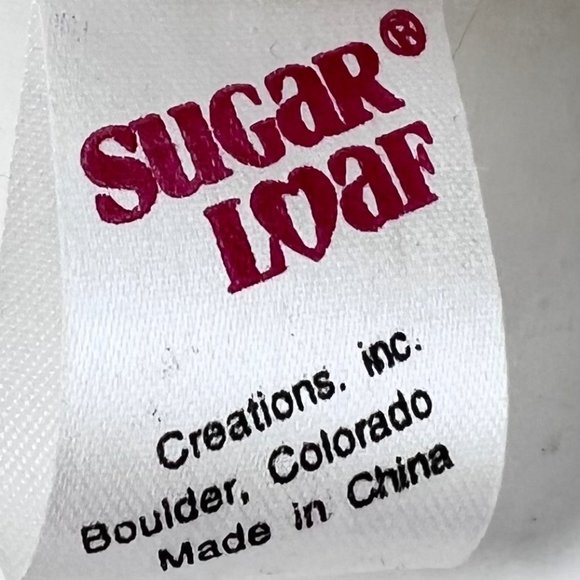 SUGAR®
LOAF
Creations, inc.
Boulder, Colorado
Made in China